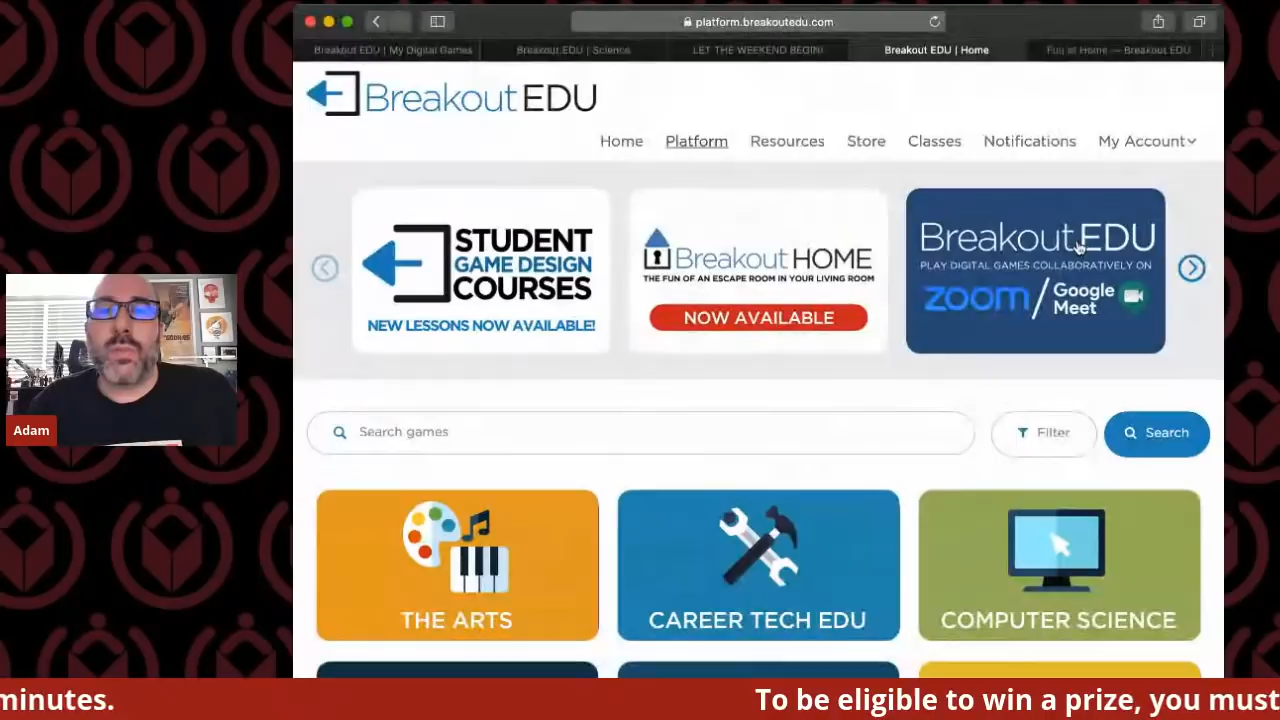 platform.breakoutedu.com
Breakout EDU | My Digital Games
Breakout EDU | Science
LET THE WEEKEND BEGIN!
Breakout EDU | Home
Fun at Home — Breakout EDU
Breakout EDU
Home
Platform
Resources
Store
Classes
Notifications
My Account
STUDENT
GAME DESIGN
COURSES
NEW LESSONS NOW AVAILABLE!
Breakout HOME
THE FUN OF AN ESCAPE ROOM IN YOUR LIVING ROOM
NOW AVAILABLE
Breakout EDU
PLAY DIGITAL GAMES COLLABORATIVELY ON
zoom / Google Meet
Search games
Filter
Search
THE ARTS
CAREER TECH EDU
COMPUTER SCIENCE
Adam
minutes.
To be eligible to win a prize, you must